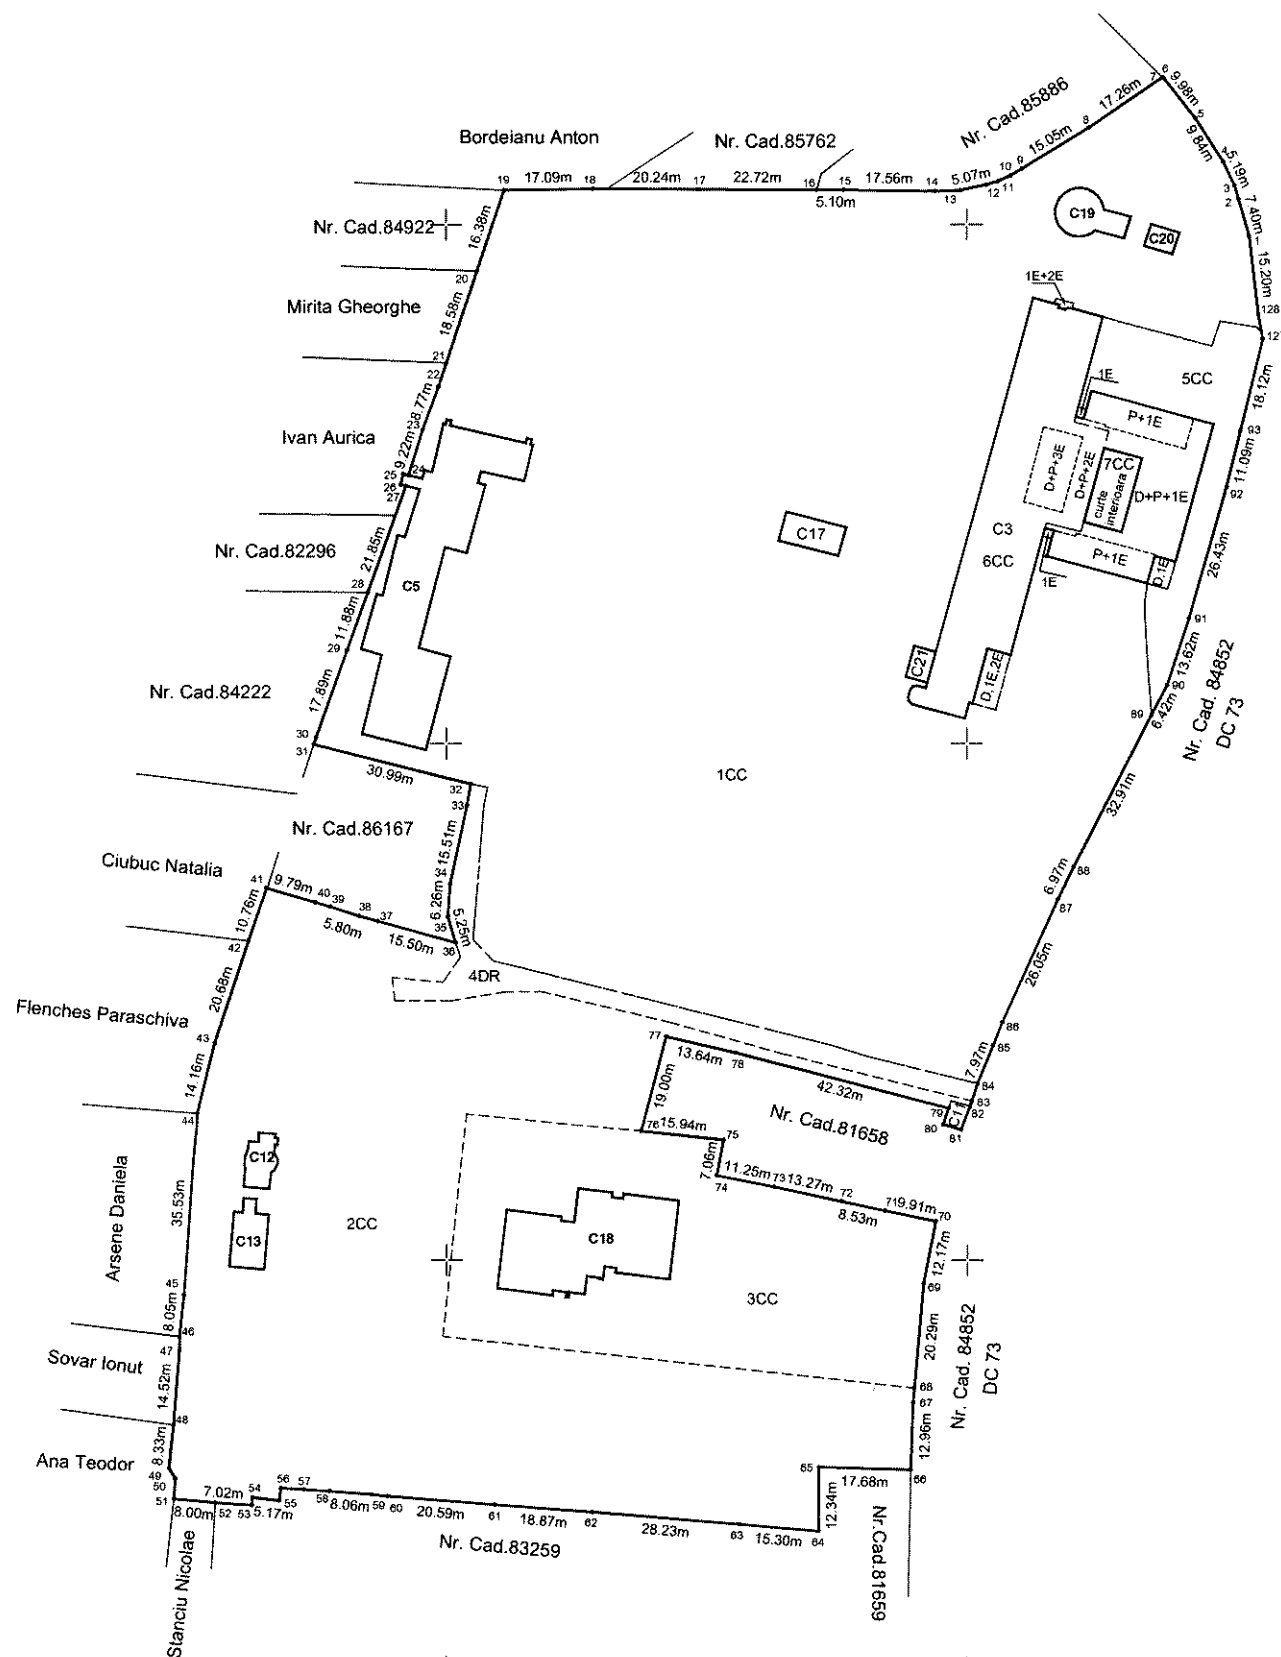 6
7
9.98m
17.26m
5
Nr. Cad.85886
8
9.84m
Bordeianu Anton
Nr. Cad.85762
15.05m
4
5.19m
9
10
11
12
19
17.09m
18
20.24m
17
22.72m
16
15
17.56m
14
5.07m
13
5.10m
3
2
7.40m
1
C19
C20
Nr. Cad.84922
16.38m
15.20m
20
1E+2E
128
Mirita Gheorghe
18.58m
12
21
22
1E
5CC
18.12m
8.77m
P+1E
23
93
Ivan Aurica
9.22m
24
25
26
27
D+P+3E
D+P+2E
7CC
curte
interioara
D+P+1E
11.09m
92
C17
C3
Nr. Cad.82296
21.85m
6CC
P+1E
D.1E
26.43m
C5
28
1E
11.88m
91
29
C21
D.1E.2E
13.62m
Nr. Cad. 84852
DC 73
Nr. Cad.84222
17.89m
90
89
6.42m
30
31
30.99m
32
1CC
32.91m
33
Nr. Cad.86167
15.51m
Ciubuc Natalia
88
41
9.79m
34
6.97m
87
40
39
6.26m
10.76m
38
37
5.80m
5.25m
35
15.50m
36
42
26.05m
4DR
20.68m
Flenches Paraschiva
86
43
77
85
13.64m
78
7.97m
14.16m
84
42.32m
44
19.00m
79
C11
83
82
80
81
Nr. Cad.81658
76
15.94m
75
C12
7.06m
Arsene Daniela
35.53m
74
11.25m
73
13.27m
72
8.53m
71
9.91m
70
2CC
C13
C18
12.17m
45
69
3CC
8.05m
46
20.29m
Nr. Cad. 84852
DC 73
47
Sovar Ionut
14.52m
68
67
48
12.96m
8.33m
Ana Teodor
49
65
66
17.68m
50
51
7.02m
54
56
57
8.00m
52
53
5.17m
55
58
8.06m
59
60
20.59m
61
18.87m
62
28.23m
63
15.30m
64
12.34m
Nr. Cad.83259
Nr.Cad.81659
Stanciu Nicolae